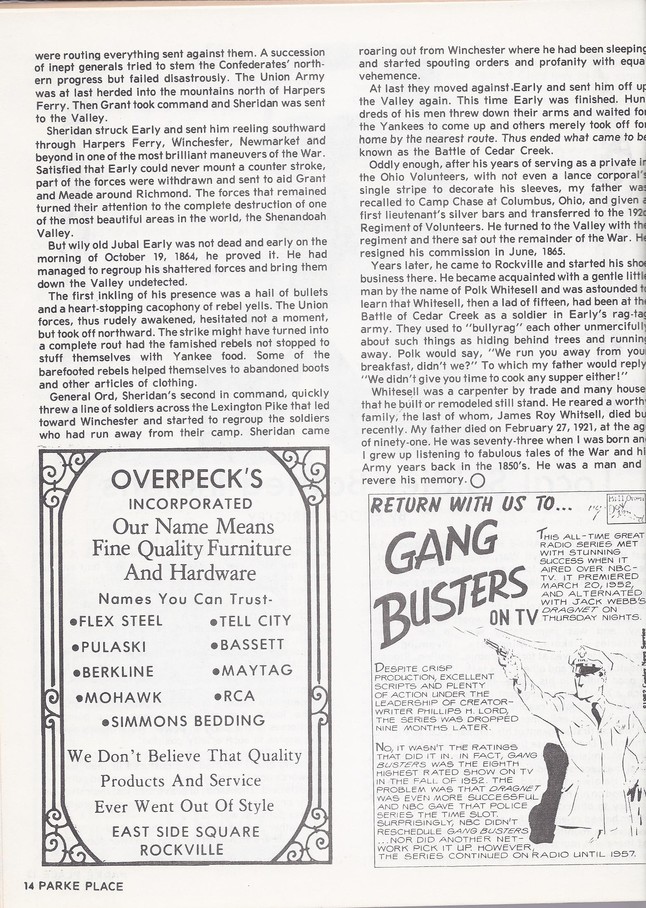 were routing everything sent against them. A succession
of inept generals tried to stem the Confederates' north-
ern progress but failed disastrously. The Union Army
was at last herded into the mountains north of Harpers
Ferry. Then Grant took command and Sheridan was sent
to the Valley.
Sheridan struck Early and sent him reeling southward
through Harpers Ferry, Winchester, Newmarket and
beyond in one of the most brilliant maneuvers of the War.
Satisfied that Early could never mount a counter stroke,
part of the forces were withdrawn and sent to aid Grant
and Meade around Richmond. The forces that remained
turned their attention to the complete destruction of one
of the most beautiful areas in the world, the Shenandoah
Valley.
But wily old Jubal Early was not dead and early on the
morning of October 19, 1864, he proved it. He had
managed to regroup his shattered forces and bring them
down the Valley undetected.
The first inkling of his presence was a hail of bullets
and a heart-stopping cacophony of rebel yells. The Union
forces, thus rudely awakened, hesitated not a moment,
but took off northward. The strike might have turned into
a complete rout had the famished rebels not stopped to
stuff themselves with Yankee food. Some of the
barefooted rebels helped themselves to abandoned boots
and other articles of clothing.
General Ord, Sheridan's second in command, quickly
threw a line of soldiers across the Lexington Pike that led
toward Winchester and started to regroup the soldiers
who had run away from their camp. Sheridan came
roaring out from Winchester where he had been sleeping
and started spouting orders and profanity with equa
vehemence.
At last they moved against Early and sent him off up
the Valley again. This time Early was finished. Hun
dreds of his men threw down their arms and waited for
the Yankees to come up and others merely took off for
home by the nearest route. Thus ended what came to be
known as the Battle of Cedar Creek.
Oddly enough, after his years of serving as a private in
the Ohio Volunteers, with not even a lance corporal's
single stripe to decorate his sleeves, my father was
recalled to Camp Chase at Columbus, Ohio, and given a
first lieutenant's silver bars and transferred to the 192d
Regiment of Volunteers. He turned to the Valley with the
regiment and there sat out the remainder of the War. He
resigned his commission in June, 1865.
Years later, he came to Rockville and started his shoe
business there. He became acquainted with a gentle little
man by the name of Polk Whitesell and was astounded to
learn that Whitesell, then a lad of fifteen, had been at the
Battle of Cedar Creek as a soldier in Early's rag-tag
army. They used to "bullyrag" each other unmercifully
about such things as hiding behind trees and running
away. Polk would say, "We run you away from your
breakfast, didn't we?" To which my father would reply
"We didn't give you time to cook any supper either!"
Whitesell was a carpenter by trade and many house
that he built or remodeled still stand. He reared a worth
family, the last of whom, James Roy Whitsell, died bu
recently. My father died on February 27, 1921, at the ag
of ninety-one. He was seventy-three when I was born an
I grew up listening to fabulous tales of the War and hi
Army years back in the 1850's. He was a man and
revere his memory.
OVERPECK'S
INCORPORATED
Our Name Means
Fine Quality Furniture
And Hardware
Names You Can Trust-
•FLEX STEEL •TELL CITY
•PULASKI •BASSETT
•BERKLINE •MAYTAG
•MOHAWK •RCA
•SIMMONS BEDDING
We Don't Believe That Quality
Products And Service
Ever Went Out Of Style
EAST SIDE SQUARE
ROCKVILLE
RETURN WITH US TO...
GANG
BUSTERS
ON TV
THIS ALL-TIME GREAT
RADIO SERIES MET
WITH STUNNING
SUCCESS WHEN IT
AIRED OVER NBC-
TV. IT PREMIERED
MARCH 20, 1952,
AND ALTERNATED
WITH JACK WEBB'S
DRAGNET ON
THURSDAY NIGHTS.
DESPITE CRISP
PRODUCTION, EXCELLENT
SCRIPTS AND PLENTY
OF ACTION UNDER THE
LEADERSHIP OF CREATOR-
WRITER PHILLIPS H. LORD,
THE SERIES WAS DROPPED
NINE MONTHS LATER.
NO, IT WASN'T THE RATINGS
THAT DID IT IN. IN FACT, GANG
BUSTERS WAS THE EIGHTH
HIGHEST RATED SHOW ON TV
IN THE FALL OF 1952. THE
PROBLEM WAS THAT DRAGNET
WAS EVEN MORE SUCCESSFUL
AND NBC GAVE THAT POLICE
SERIES THE TIME SLOT.
SURPRISINGLY, NBC DIDN'T
RESCHEDULE GANG BUSTERS
...NOR DID ANOTHER NET-
WORK PICK IT UP. HOWEVER,
THE SERIES CONTINUED ON RADIO UNTIL 1957.
14 PARKE PLACE